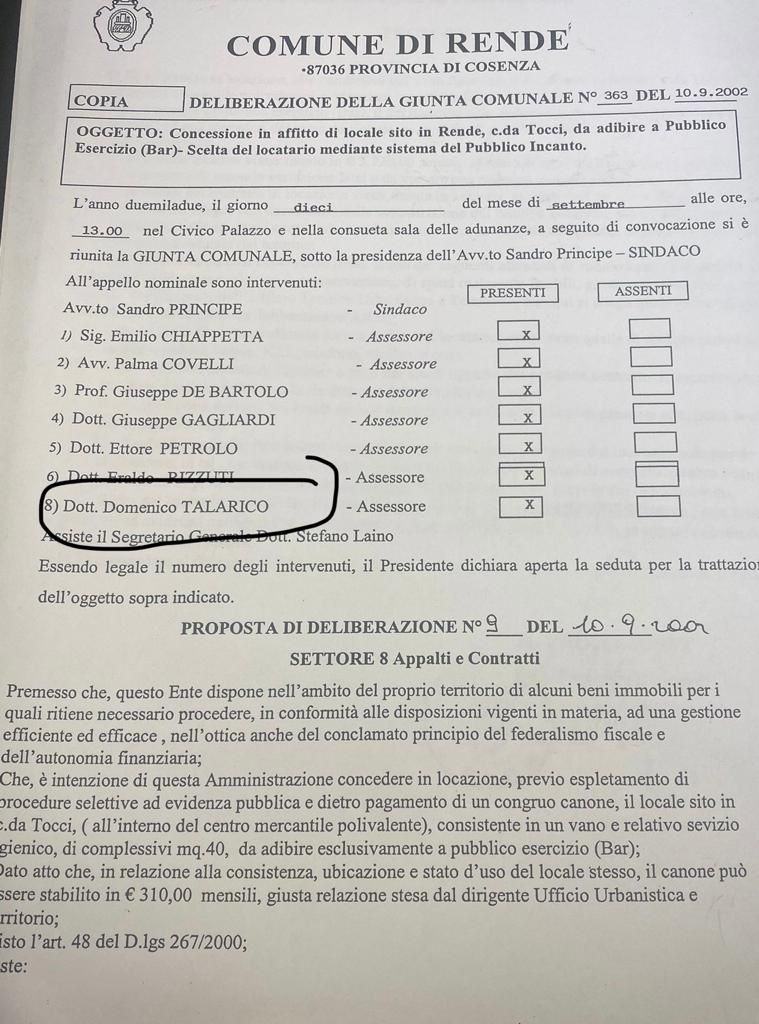 COMUNE DI RENDE
87036 PROVINCIA DI COSENZA
COPIA DELIBERAZIONE DELLA GIUNTA COMUNALE N° 363 DEL 10.9.2002
OGGETTO: Concessione in affitto di locale sito in Rende, c.da Tocci, da adibire a Pubblico
Esercizio (Bar)- Scelta del locatario mediante sistema del Pubblico Incanto.
L'anno duemiladue, il giorno dieci del mese di settembre alle ore,
13.00 nel Civico Palazzo e nella consueta sala delle adunanze, a seguito di convocazione si è
riunita la GIUNTA COMUNALE, sotto la presidenza dell'Avv.to Sandro Principe – SINDACO
All'appello nominale sono intervenuti: PRESENTI ASSENTI
Avv.to Sandro PRINCIPE - Sindaco
1) Sig. Emilio CHIAPPETTA - Assessore X
2) Avv. Palma COVELLI - Assessore X
3) Prof. Giuseppe DE BARTOLO - Assessore X
4) Dott. Giuseppe GAGLIARDI - Assessore X
5) Dott. Ettore PETROLO - Assessore X
6) Dott. Eraldo RIZZUTI - Assessore X
8) Dott. Domenico TALARICO - Assessore X
Assiste il Segretario Generale Dott. Stefano Laino
Essendo legale il numero degli intervenuti, il Presidente dichiara aperta la seduta per la trattazio
dell'oggetto sopra indicato.
PROPOSTA DI DELIBERAZIONE N° 9 DEL 10.9.2002
SETTORE 8 Appalti e Contratti
Premesso che, questo Ente dispone nell'ambito del proprio territorio di alcuni beni immobili per i
quali ritiene necessario procedere, in conformità alle disposizioni vigenti in materia, ad una gestione
efficiente ed efficace , nell'ottica anche del conclamato principio del federalismo fiscale e
dell'autonomia finanziaria;
Che, è intenzione di questa Amministrazione concedere in locazione, previo espletamento di
procedure selettive ad evidenza pubblica e dietro pagamento di un congruo canone, il locale sito in
c.da Tocci, ( all'interno del centro mercantile polivalente), consistente in un vano e relativo sevizio
gienico, di complessivi mq.40, da adibire esclusivamente a pubblico esercizio (Bar);
Dato atto che, in relazione alla consistenza, ubicazione e stato d'uso del locale stesso, il canone può
ssere stabilito in € 310,00 mensili, giusta relazione stesa dal dirigente Ufficio Urbanistica e
rritorio;
isto l'art. 48 del D.lgs 267/2000;
ste: